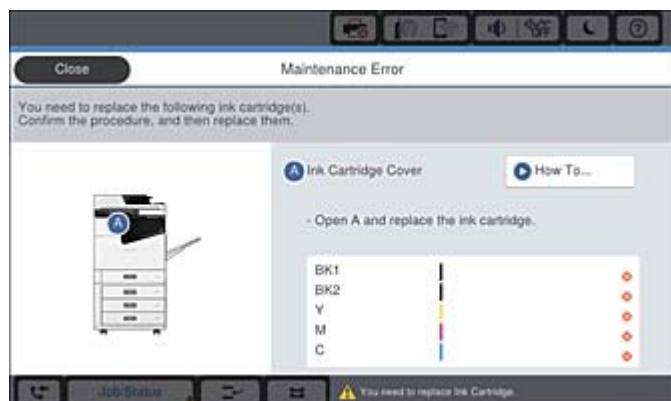 OFF
Close
Maintenance Error
You need to replace the following ink cartridge(s).
Confirm the procedure, and then replace them.
A Ink Cartridge Cover
How To...
A
- Open A and replace the ink cartridge.
BK1
BK2
Y
M
C
Job/Status
You need to replace Ink Cartridge.